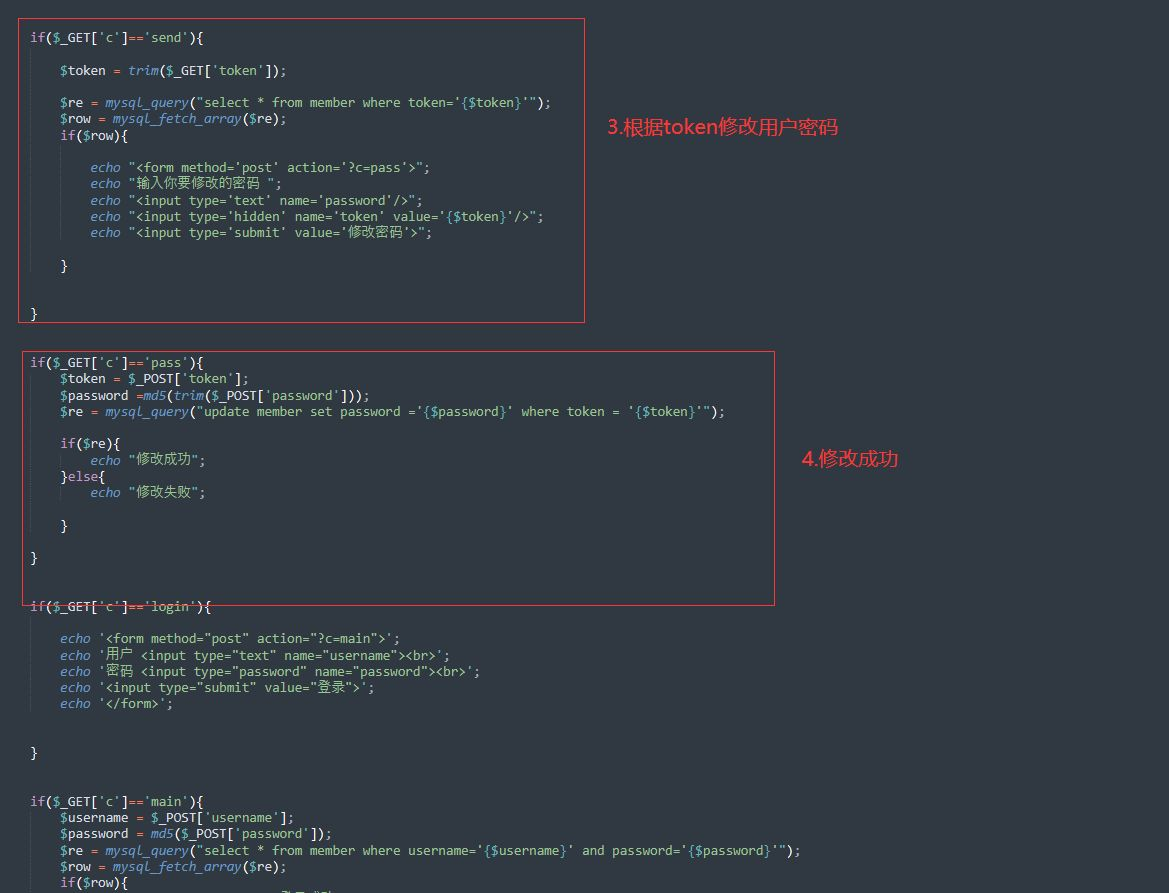 if($_GET['c']=='send'){
$token = trim($_GET['token']);
$re = mysql_query("select * from member where token='{$token}'");
$row = mysql_fetch_array($re);
if($row){
3.根据token修改用户密码
echo "<form method='post' action='?c=pass'>";
echo "输入你要修改的密码 ";
echo "<input type='text' name='password'/>";
echo "<input type='hidden' name='token' value='{$token}'/>";
echo "<input type='submit' value='修改密码'>";
}
}
if($_GET['c']=='pass'){
$token = $_POST['token'];
$password =md5(trim($_POST['password']));
$re = mysql_query("update member set password ='{$password}' where token = '{$token}'");
if($re){
echo "修改成功";
4.修改成功
}else{
echo "修改失败";
}
}
if($_GET['c']=='login'){
echo '<form method="post" action="?c=main">';
echo '用户 <input type="text" name="username"><br>';
echo '密码 <input type="password" name="password"><br>';
echo '<input type="submit" value="登录">';
echo '</form>';
}
if($_GET['c']=='main'){
$username = $_POST['username'];
$password = md5($_POST['password']);
$re = mysql_query("select * from member where username='{$username}' and password='{$password}'");
$row = mysql_fetch_array($re);
if($row){